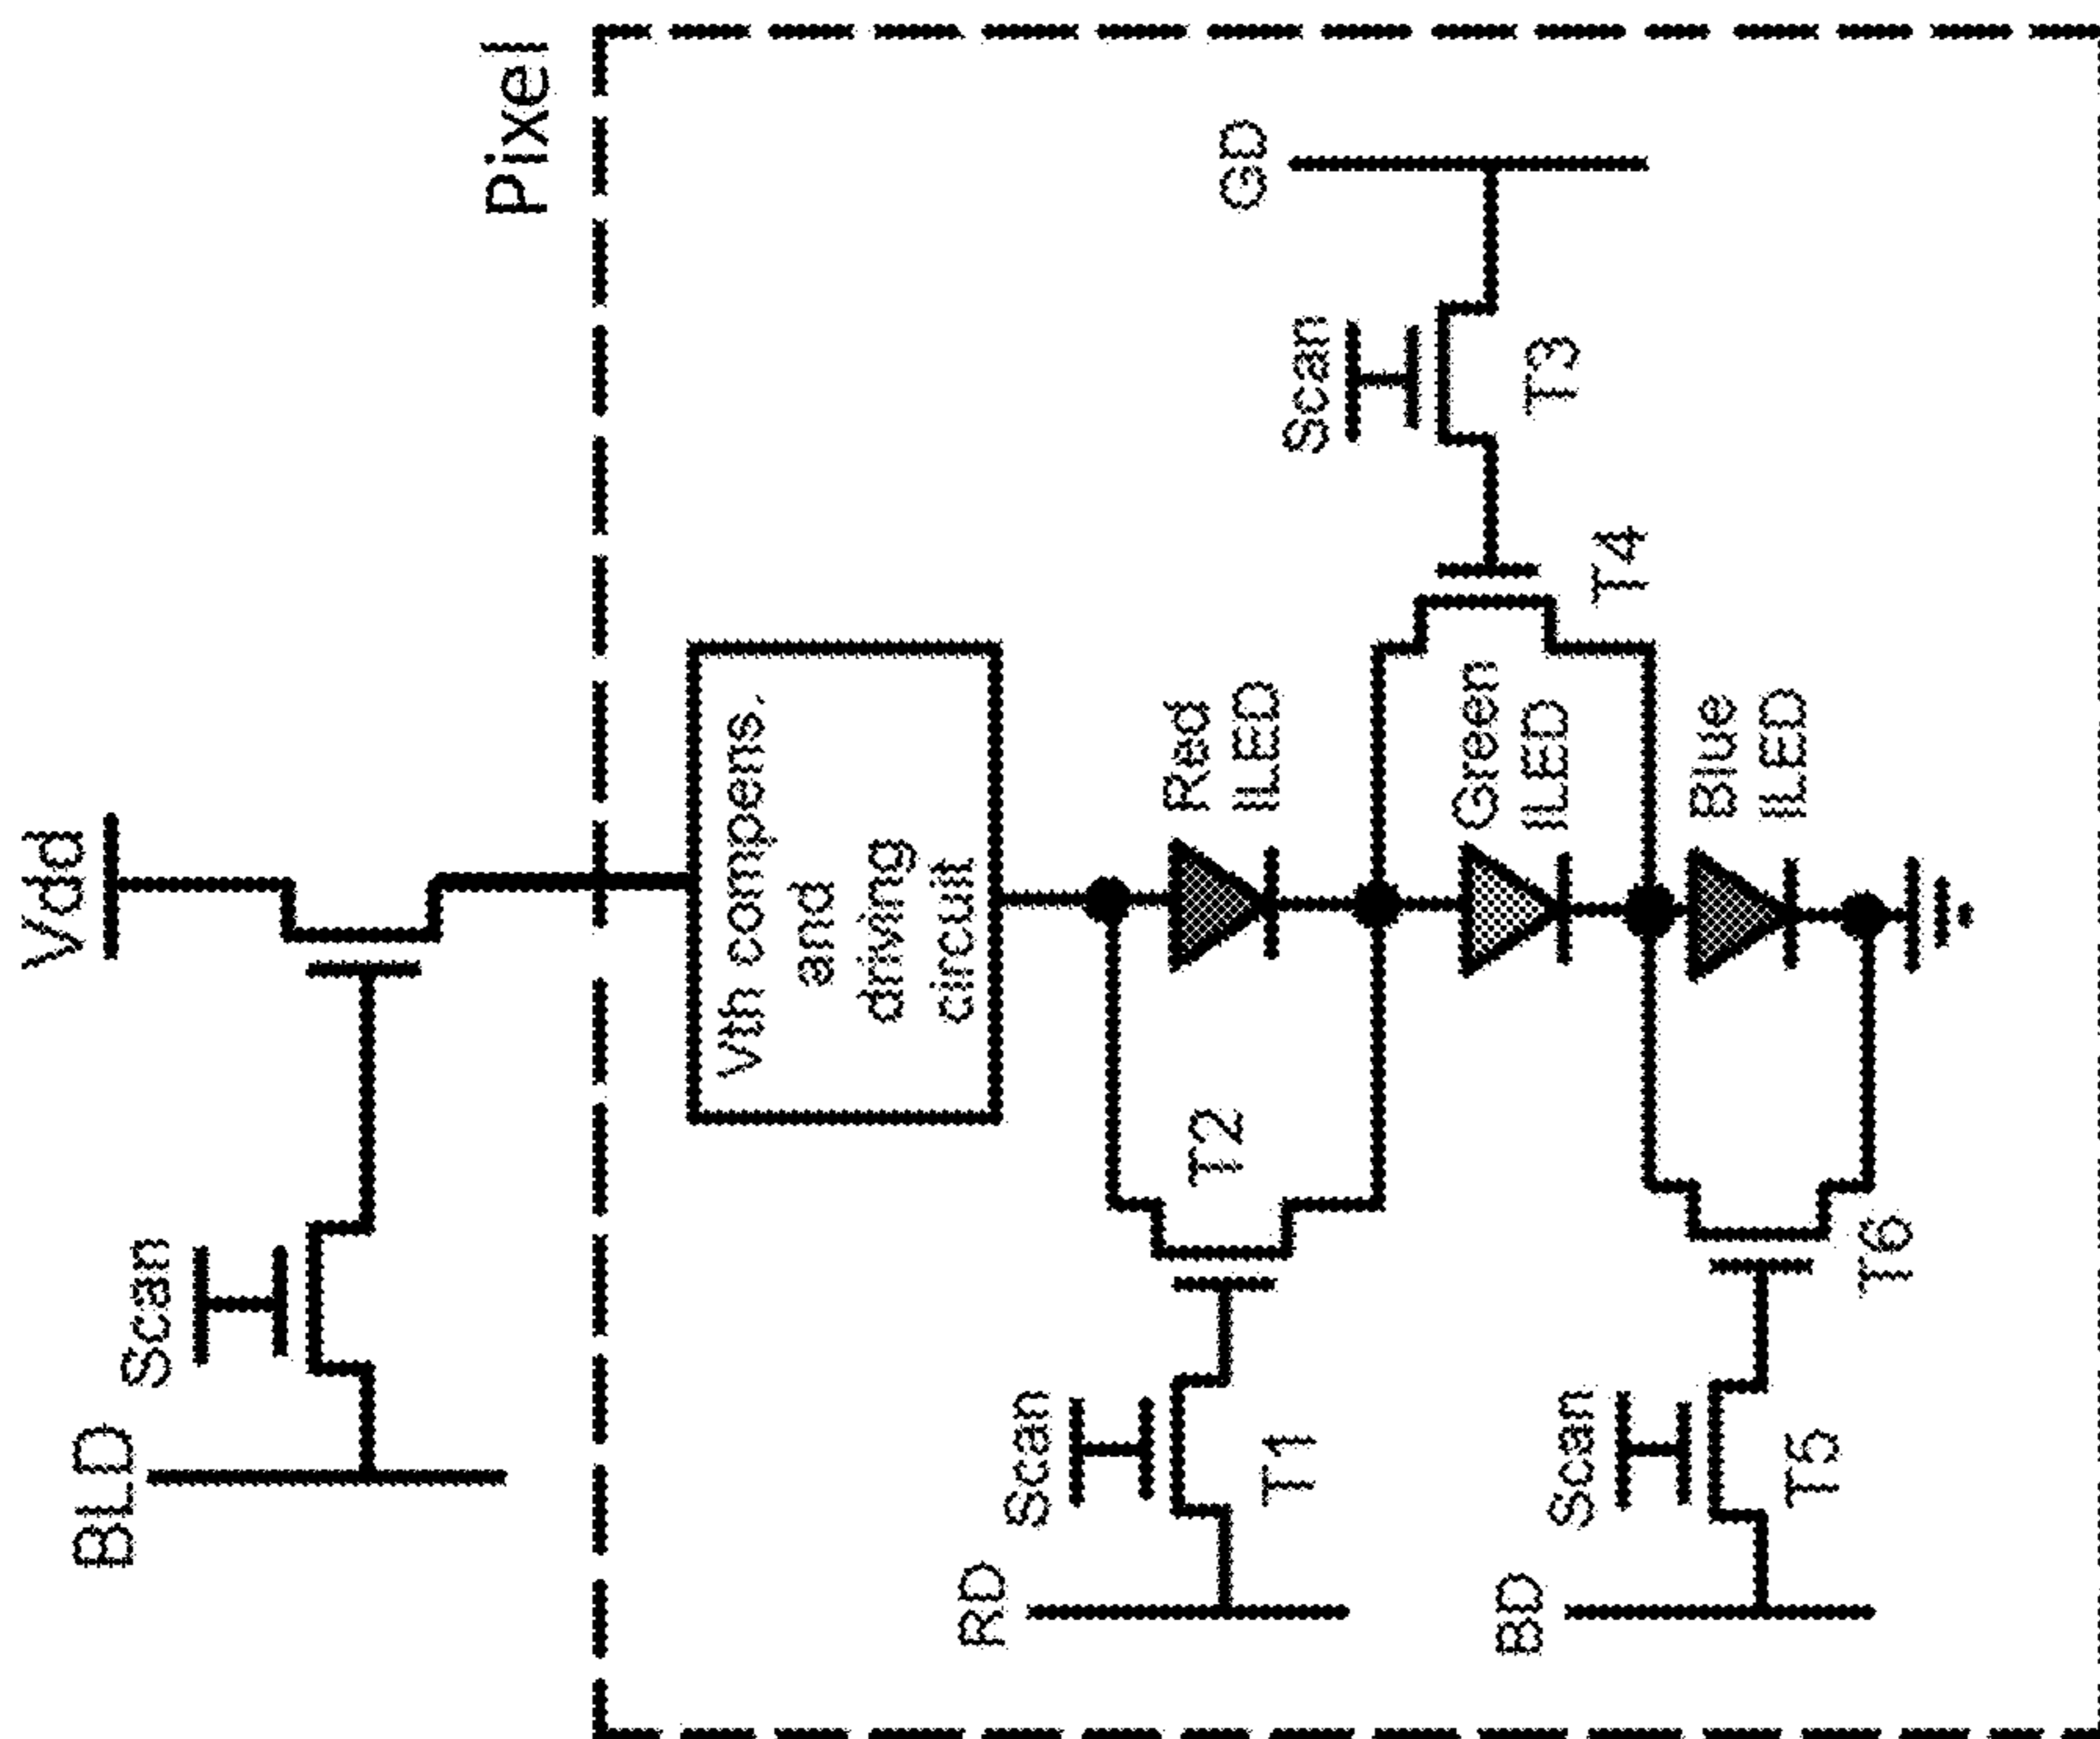 Vdd
BLD
Scan
Pixel
Vth compens.
and
driving
circuit
RD
Scan
T1
T2
Red
ILED
Scan
GD
T3
T4
Green
ILED
Blue
ILED
BD
Scan
T5
T6